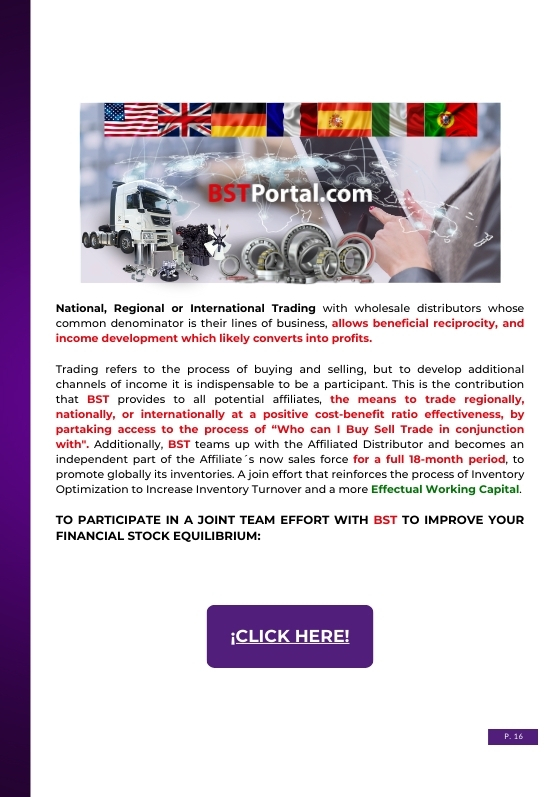 BSTPortal.com
National, Regional or International Trading with wholesale distributors whose
common denominator is their lines of business, allows beneficial reciprocity, and
income development which likely converts into profits.
Trading refers to the process of buying and selling, but to develop additional
channels of income it is indispensable to be a participant. This is the contribution
that BST provides to all potential affiliates, the means to trade regionally,
nationally, or internationally at a positive cost-benefit ratio effectiveness, by
partaking access to the process of “Who can I Buy Sell Trade in conjunction
with". Additionally, BST teams up with the Affiliated Distributor and becomes an
independent part of the Affiliate´s now sales force for a full 18-month period, to
promote globally its inventories. A join effort that reinforces the process of Inventory
Optimization to Increase Inventory Turnover and a more Effectual Working Capital.
TO PARTICIPATE IN A JOINT TEAM EFFORT WITH BST TO IMPROVE YOUR
FINANCIAL STOCK EQUILIBRIUM:
¡CLICK HERE!
P. 16